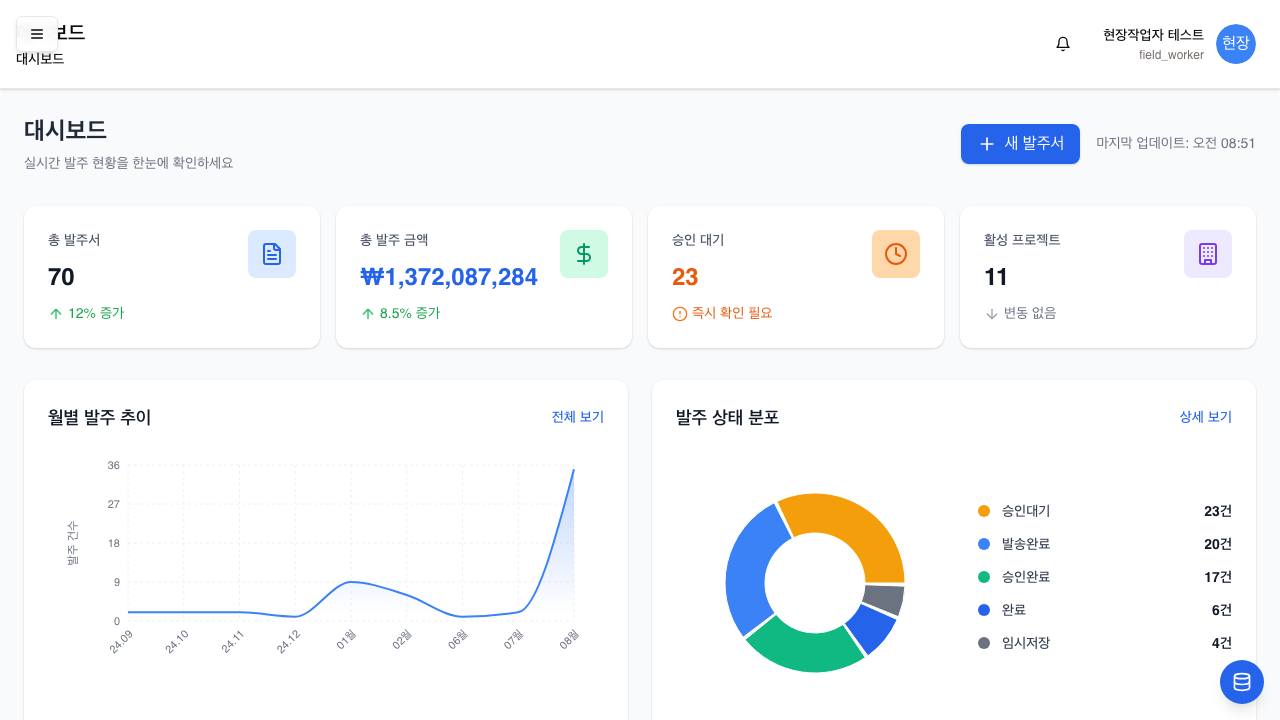 보드
대시보드
현장작업자 테스트
field_worker
현장
대시보드
실시간 발주 현황을 한눈에 확인하세요
새 발주서
마지막 업데이트: 오전 08:51
총 발주서
70
12% 증가
총 발주 금액
₩1,372,087,284
8.5% 증가
승인 대기
23
즉시 확인 필요
활성 프로젝트
11
변동 없음
월별 발주 추이
전체 보기
36
27
18
9
0
발주 건수
24.09
24.10
24.11
24.12
01월
02월
06월
07월
08월
발주 상태 분포
상세 보기
승인대기 23건
발송완료 20건
승인완료 17건
완료 6건
임시저장 4건